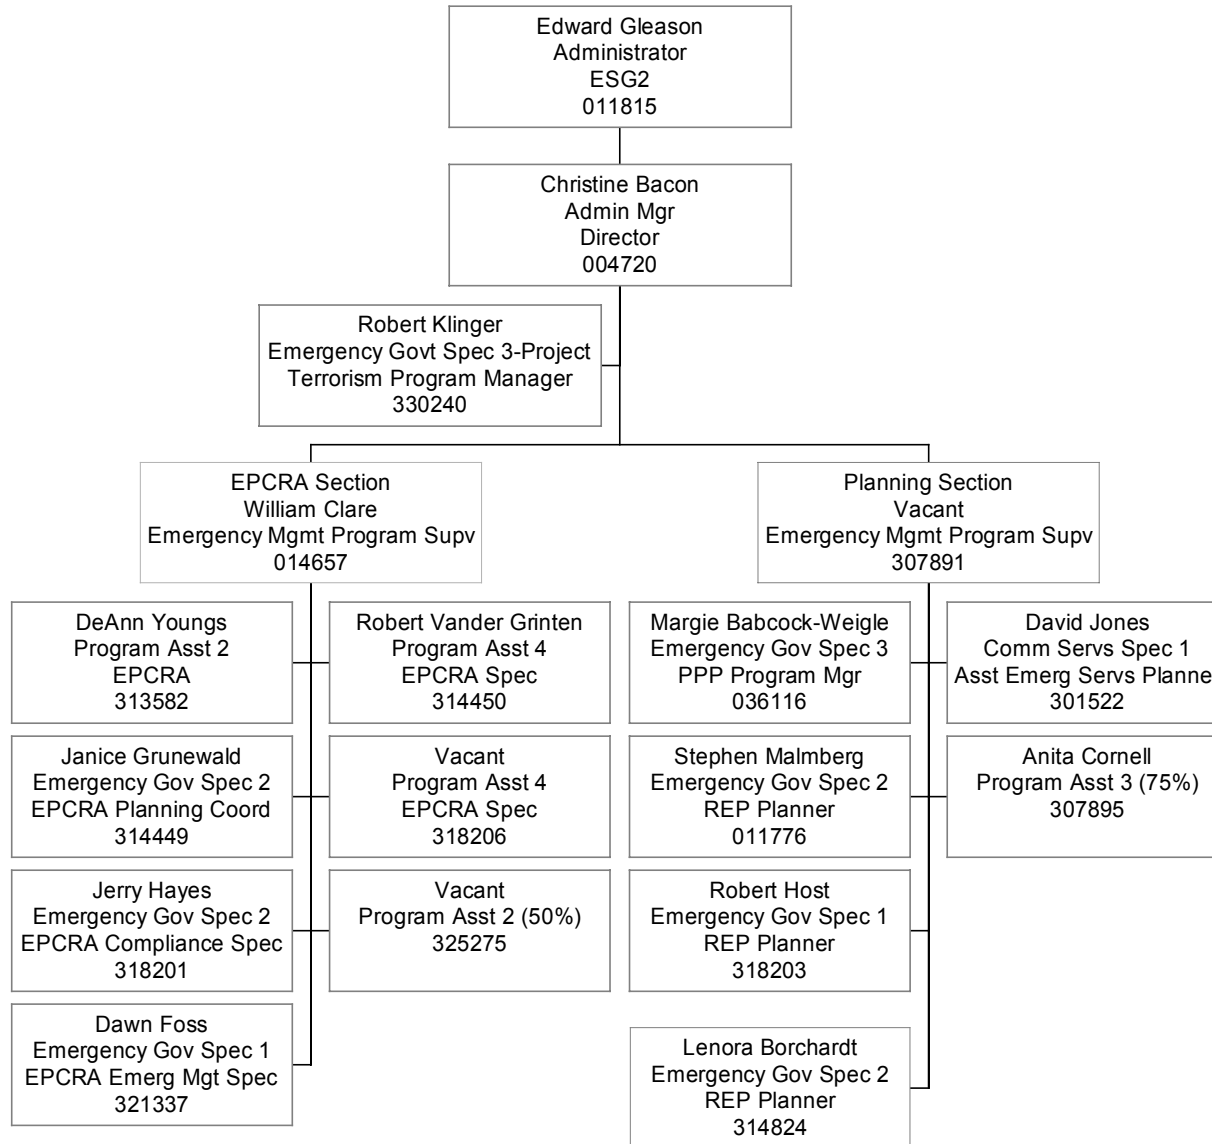 Edward Gleason
Administrator
ESG2
011815
Christine Bacon
Admin Mgr
Director
004720
Robert Klinger
Emergency Govt Spec 3-Project
Terrorism Program Manager
330240
EPCRA Section
William Clare
Emergency Mgmt Program Supv
014657
Planning Section
Vacant
Emergency Mgmt Program Supv
307891
DeAnn Youngs
Program Asst 2
EPCRA
313582
Robert Vander Grinten
Program Asst 4
EPCRA Spec
314450
Margie Babcock-Weigle
Emergency Gov Spec 3
PPP Program Mgr
036116
David Jones
Comm Servs Spec 1
Asst Emerg Servs Planne
301522
Janice Grunewald
Emergency Gov Spec 2
EPCRA Planning Coord
314449
Vacant
Program Asst 4
EPCRA Spec
318206
Stephen Malmberg
Emergency Gov Spec 2
REP Planner
011776
Anita Cornell
Program Asst 3 (75%)
307895
Jerry Hayes
Emergency Gov Spec 2
EPCRA Compliance Spec
318201
Vacant
Program Asst 2 (50%)
325275
Robert Host
Emergency Gov Spec 1
REP Planner
318203
Dawn Foss
Emergency Gov Spec 1
EPCRA Emerg Mgt Spec
321337
Lenora Borchardt
Emergency Gov Spec 2
REP Planner
314824